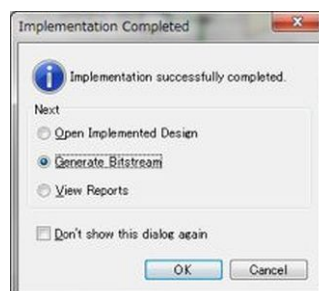 Implementation Completed
Implementation successfully completed.
Next
Open Implemented Design
Generate Bitstream
View Reports
Don't show this dialog again
OK
Cancel